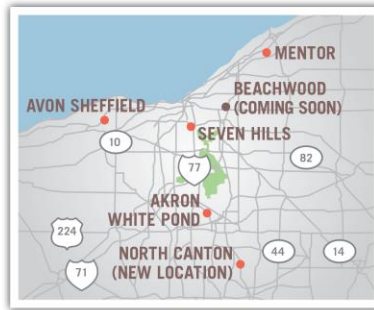 MENTOR
BEACHWOOD
(COMING SOON)
AVON SHEFFIELD
SEVEN HILLS
10
82
77
AKRON
WHITE POND
224
NORTH CANTON
(NEW LOCATION)
44
14
71